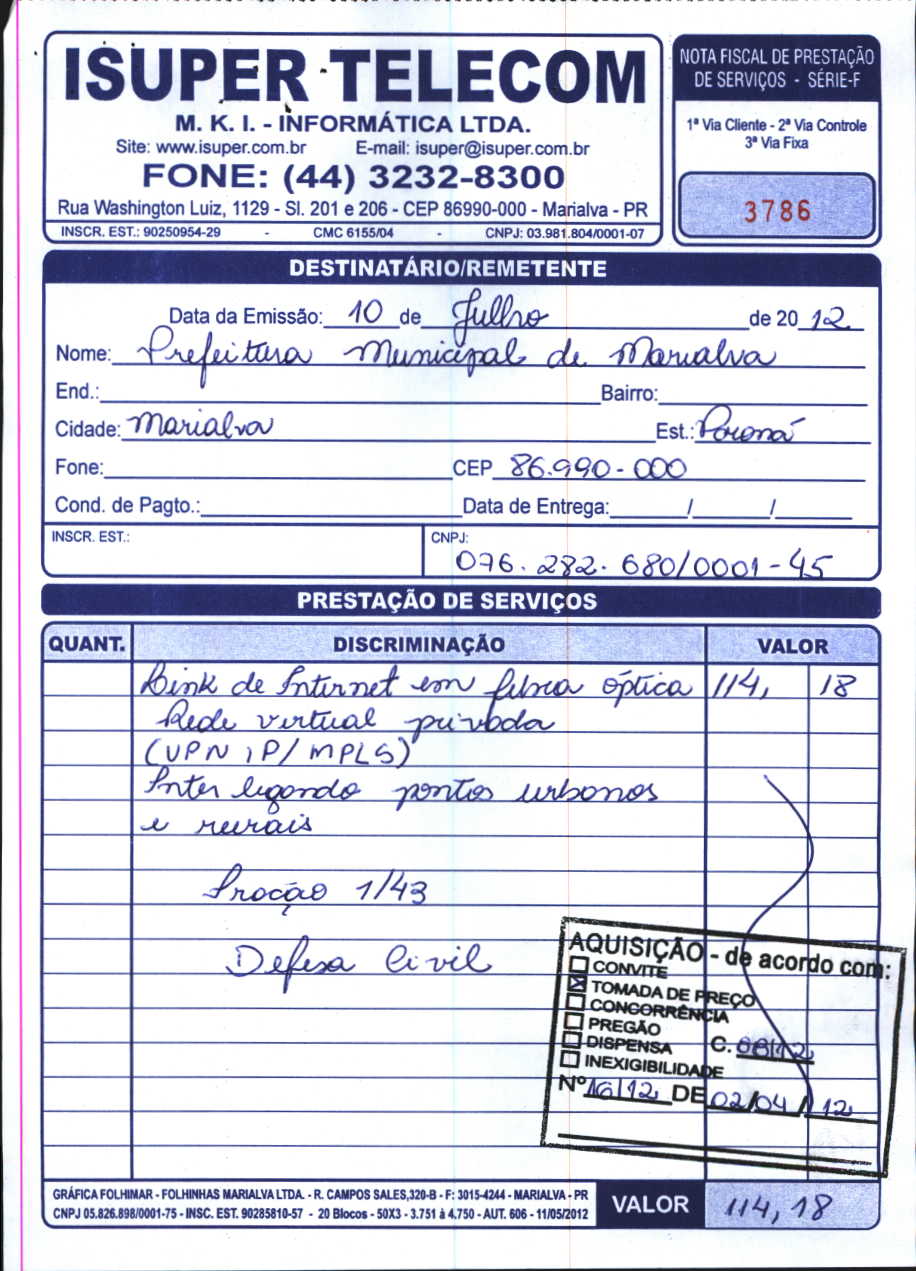 ISUPER TELECOM
M. K. I. - INFORMÁTICA LTDA.
Site: www.isuper.com.br E-mail: isuper@isuper.com.br
FONE: (44) 3232-8300
Rua Washington Luiz, 1129 - Sl. 201 e 206 - CEP 86990-000 - Marialva - PR
INSCR. EST.: 90250954-29 - CMC 6155/04 - CNPJ: 03.981.804/0001-07
NOTA FISCAL DE PRESTAÇÃO
DE SERVIÇOS - SÉRIE-F
1ª Via Cliente - 2ª Via Controle
3ª Via Fixa
3786
DESTINATÁRIO/REMETENTE
Data da Emissão: 10 de Julho de 2012
Nome: Prefeitura Municipal de Marialva
End.: Bairro:
Cidade: Marialva Est.: Paraná
Fone: CEP 86.990-000
Cond. de Pagto.: Data de Entrega: / /
INSCR. EST.: CNPJ:
076.282.680/0001-45
PRESTAÇÃO DE SERVIÇOS
QUANT. DISCRIMINAÇÃO VALOR
Link de Internet em fibra óptica 114, 18
Rede virtual privada
(VPN IP/MPLS)
Inter ligando pontos urbanos
e rurais
1/43
Defesa Civil
AQUISIÇÃO - de acordo com:
CONVITE
TOMADA DE PREÇO
CONCORRÊNCIA
PREGÃO
DISPENSA C. 08/12
INEXIGIBILIDADE
Nº 16/12 DE 02/04/12
GRÁFICA FOLHIMAR - FOLHINHAS MARIALVA LTDA. - R. CAMPOS SALES,320-B - F: 3015-4244 - MARIALVA - PR
CNPJ 05.826.898/0001-75 - INSC. EST. 90285810-57 - 20 Blocos - 50X3 - 3.751 à 4,750 - AUT. 606 - 11/05/2012
VALOR 114,18